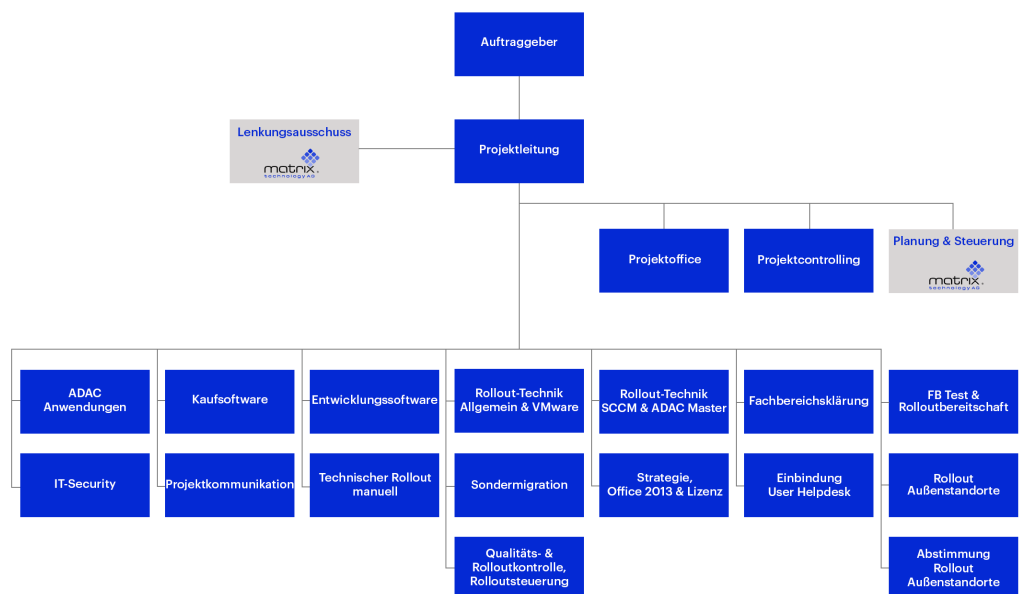 Auftraggeber
Lenkungsausschuss
matrix
technology AG
Projektleitung
Projektoffice
Projektcontrolling
Planung & Steuerung
matrix
technology AG
ADAC
Anwendungen
Kaufsoftware
Entwicklungssoftware
Rollout-Technik
Allgemein & VMware
Rollout-Technik
SCCM & ADAC Master
Fachbereichsklärung
FB Test &
Rolloutbereitschaft
IT-Security
Projektkommunikation
Technischer Rollout
manuell
Sondermigration
Strategie,
Office 2013 & Lizenz
Einbindung
User Helpdesk
Rollout
Außenstandorte
Qualitäts- &
Rolloutkontrolle,
Rolloutsteuerung
Abstimmung
Rollout
Außenstandorte